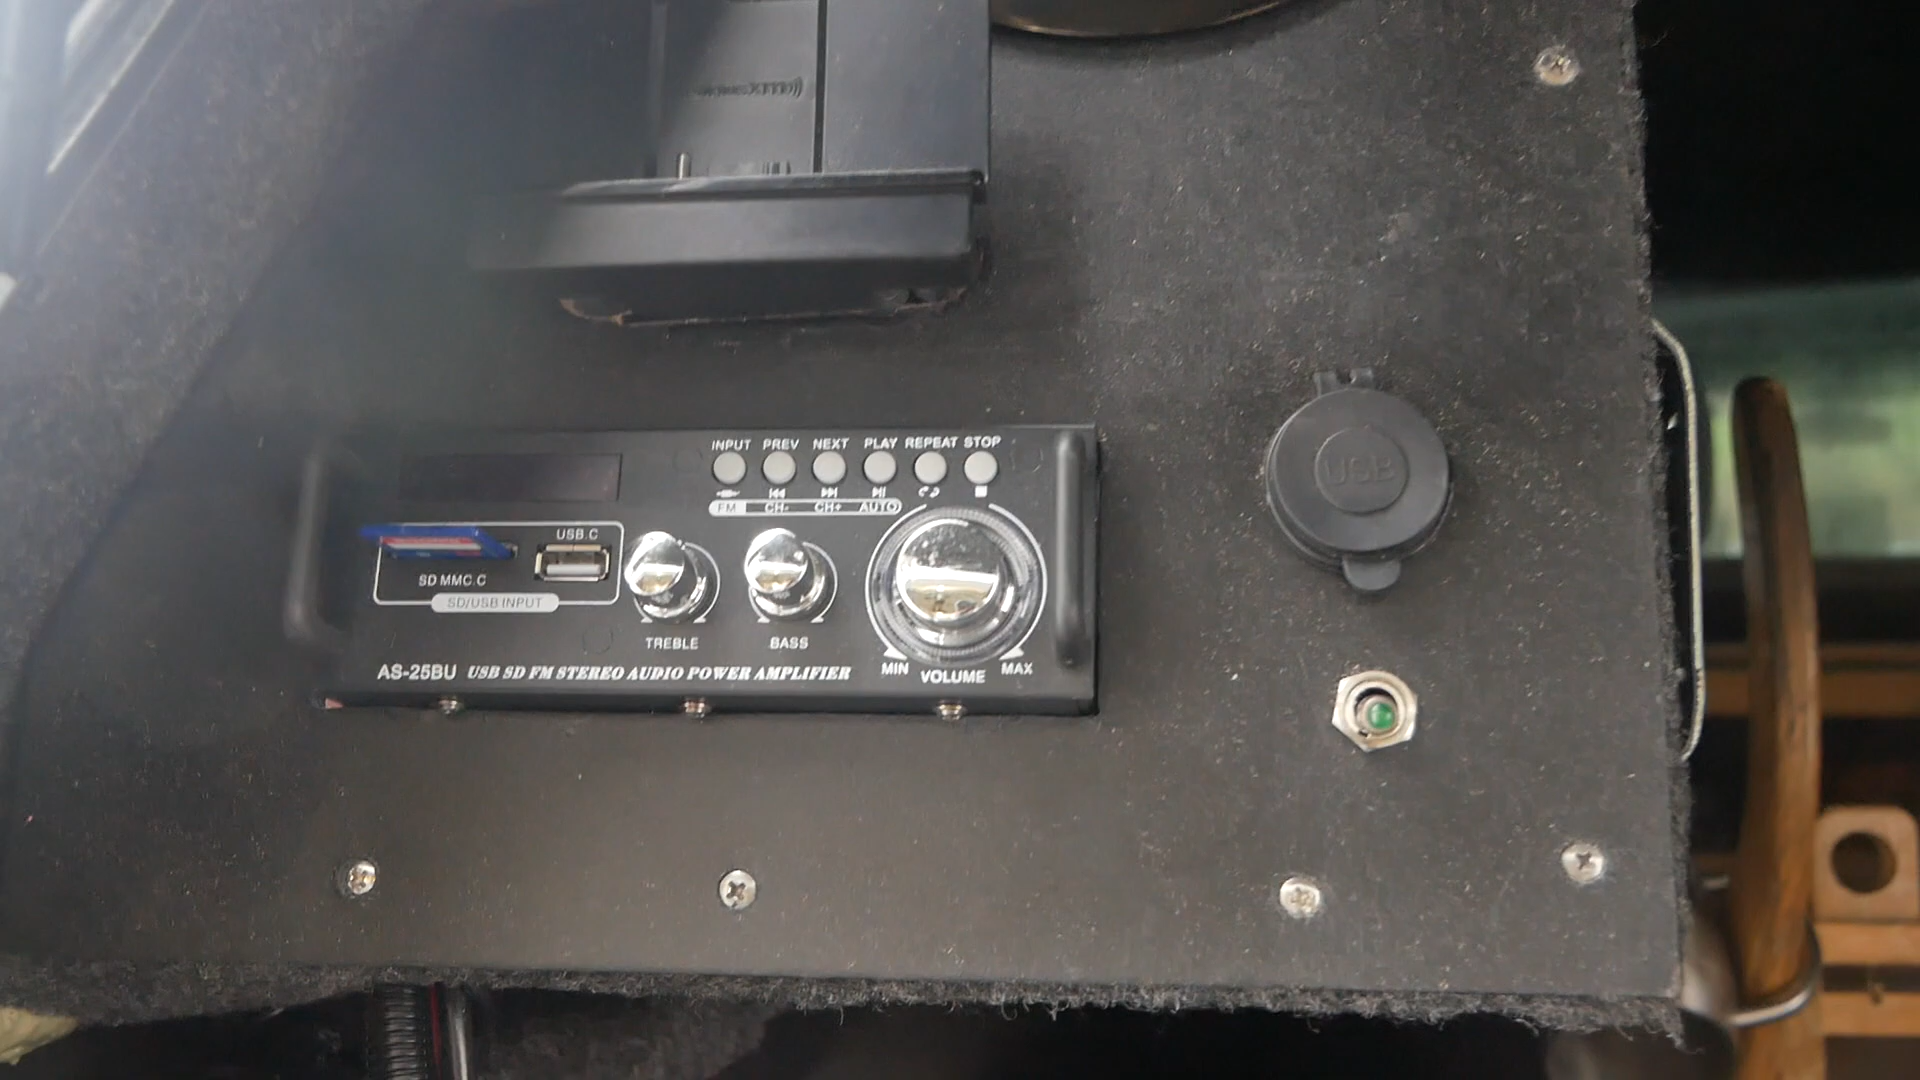 INPUT PREV NEXT PLAY REPEAT STOP
FM CH- CH+ AUTO
USB.C
SD MMC.C
SD/USB INPUT
TREBLE BASS
MIN VOLUME MAX
AS-25BU USB SD FM STEREO AUDIO POWER AMPLIFIER
USB